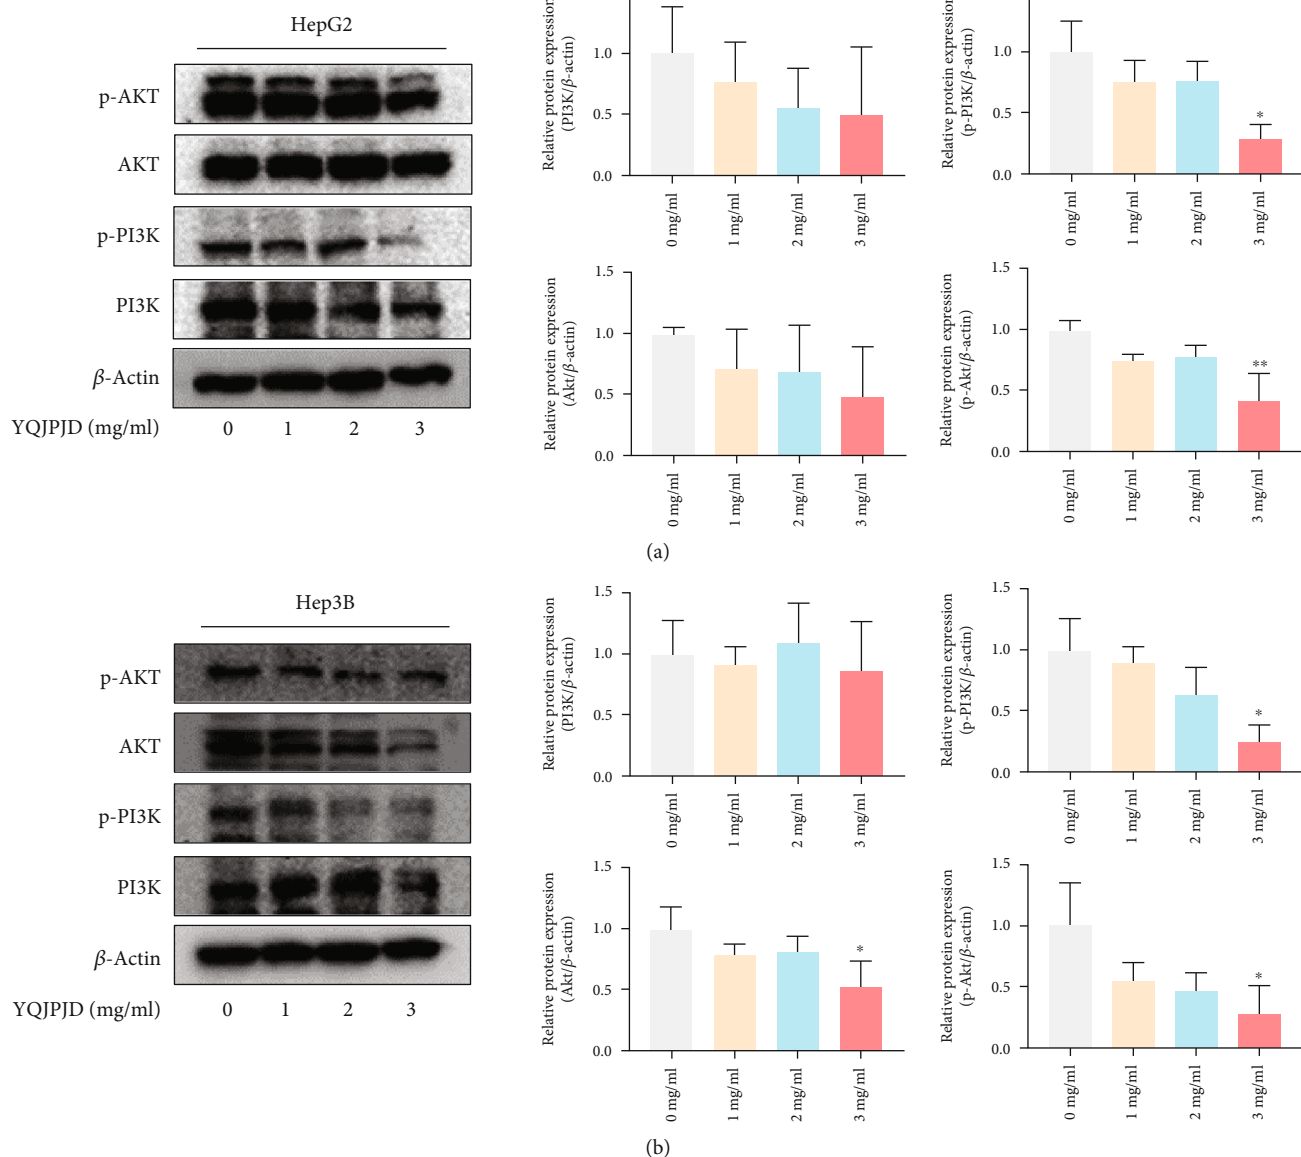 HepG2
p-AKT
AKT
p-PI3K
PI3K
β-Actin
YQJPJD (mg/ml) 0 1 2 3
Relative protein expression
(PI3K/β-actin)
1.0
0.5
0.0
0 mg/ml
1 mg/ml
2 mg/ml
3 mg/ml
Relative protein expression
(p-PI3K/β-actin)
1.0
0.5
0.0
*
0 mg/ml
1 mg/ml
2 mg/ml
3 mg/ml
Relative protein expression
(Akt/β-actin)
1.5
1.0
0.5
0.0
0 mg/ml
1 mg/ml
2 mg/ml
3 mg/ml
Relative protein expression
(p-Akt/β-actin)
1.5
1.0
0.5
0.0
**
0 mg/ml
1 mg/ml
2 mg/ml
3 mg/ml
(a)
Hep3B
p-AKT
AKT
p-PI3K
PI3K
β-Actin
YQJPJD (mg/ml) 0 1 2 3
Relative protein expression
(PI3K/β-actin)
1.5
1.0
0.5
0.0
0 mg/ml
1 mg/ml
2 mg/ml
3 mg/ml
Relative protein expression
(p-PI3K/β-actin)
1.5
1.0
0.5
0.0
*
0 mg/ml
1 mg/ml
2 mg/ml
3 mg/ml
Relative protein expression
(Akt/β-actin)
1.5
1.0
0.5
0.0
*
0 mg/ml
1 mg/ml
2 mg/ml
3 mg/ml
Relative protein expression
(p-Akt/β-actin)
1.5
1.0
0.5
0.0
*
0 mg/ml
1 mg/ml
2 mg/ml
3 mg/ml
(b)